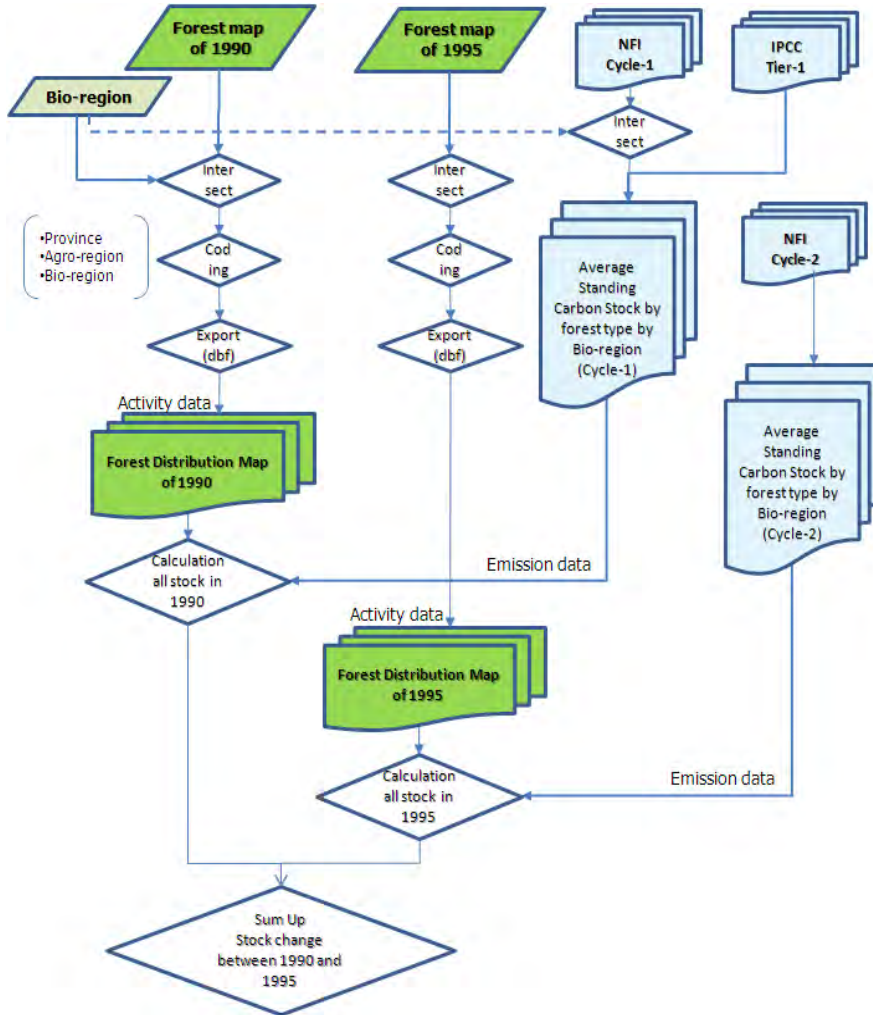 Forest map
of 1990
Forest map
of 1995
NFI
Cycle-1
IPCC
Tier-1
Bio-region
Inter
sect
Inter
sect
Inter
sect
•Province
•Agro-region
•Bio-region
Cod
ing
Cod
ing
NFI
Cycle-2
Average
Standing
Carbon Stock by
forest type by
Bio-region
(Cycle-1)
Export
(dbf)
Export
(dbf)
Activity data
Forest Distribution Map
of 1990
Average
Standing
Carbon Stock by
forest type by
Bio-region
(Cycle-2)
Calculation
all stock in
1990
Emission data
Activity data
Forest Distribution Map
of 1995
Calculation
all stock in
1995
Emission data
Sum Up
Stock change
between 1990 and
1995